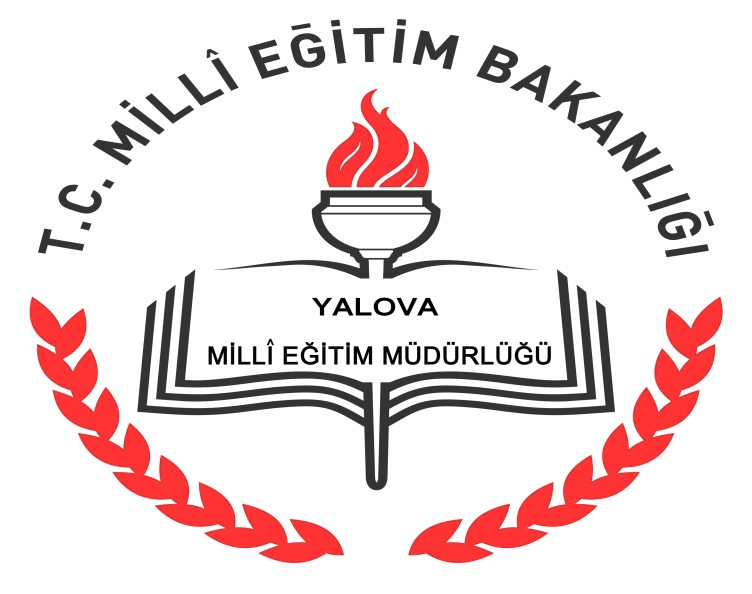 T.C. MİLLÎ EĞİTİM BAKANLIĞI
YALOVA
MİLLÎ EĞİTİM MÜDÜRLÜĞÜ